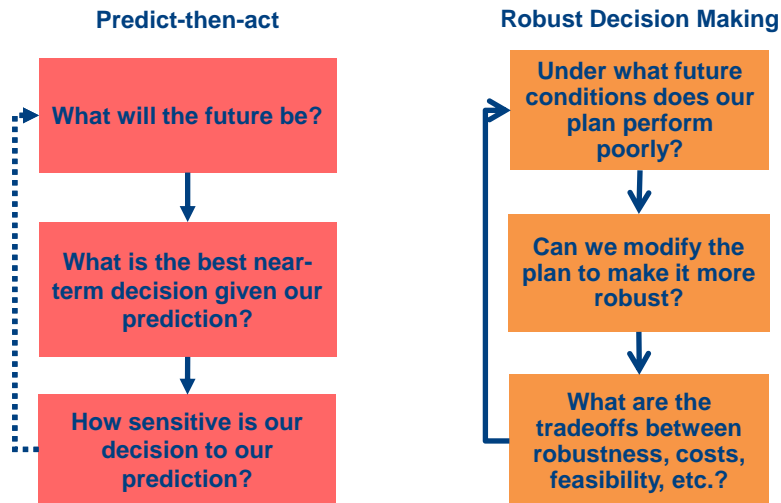 Predict-then-act
What will the future be?
What is the best near-
term decision given our
prediction?
How sensitive is our
decision to our
prediction?
Robust Decision Making
Under what future
conditions does our
plan perform
poorly?
Can we modify the
plan to make it more
robust?
What are the
tradeoffs between
robustness, costs,
feasibility, etc.?